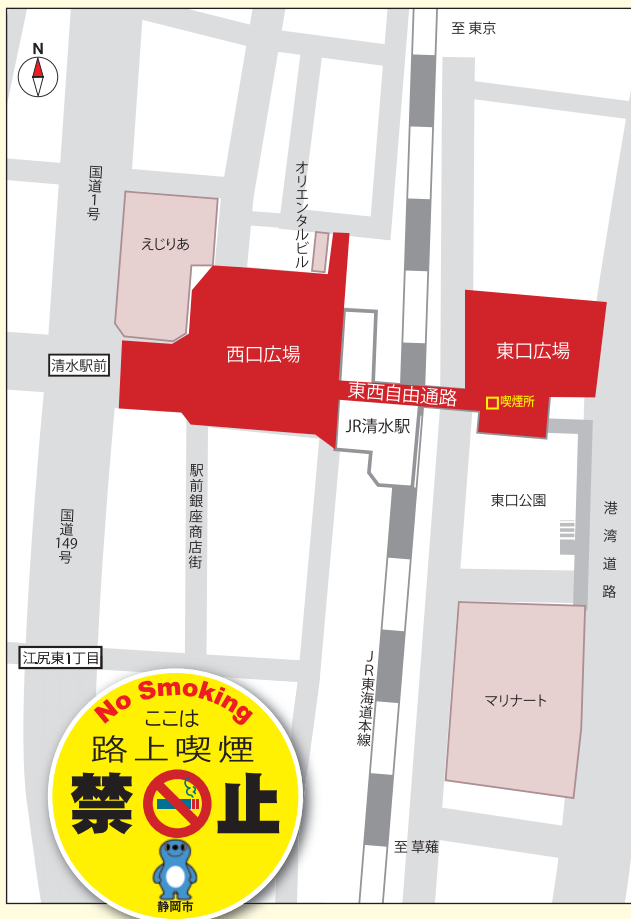 至 東京
N
国道1号
オリエンタルビル
えじりあ
西口広場
東口広場
清水駅前
東西自由通路
喫煙所
JR清水駅
駅前銀座商店街
東口公園
港湾道路
国道149号
江尻東1丁目
JR東海道本線
マリナート
No Smoking
ここは
路上喫煙
禁止
静岡市
至 草薙